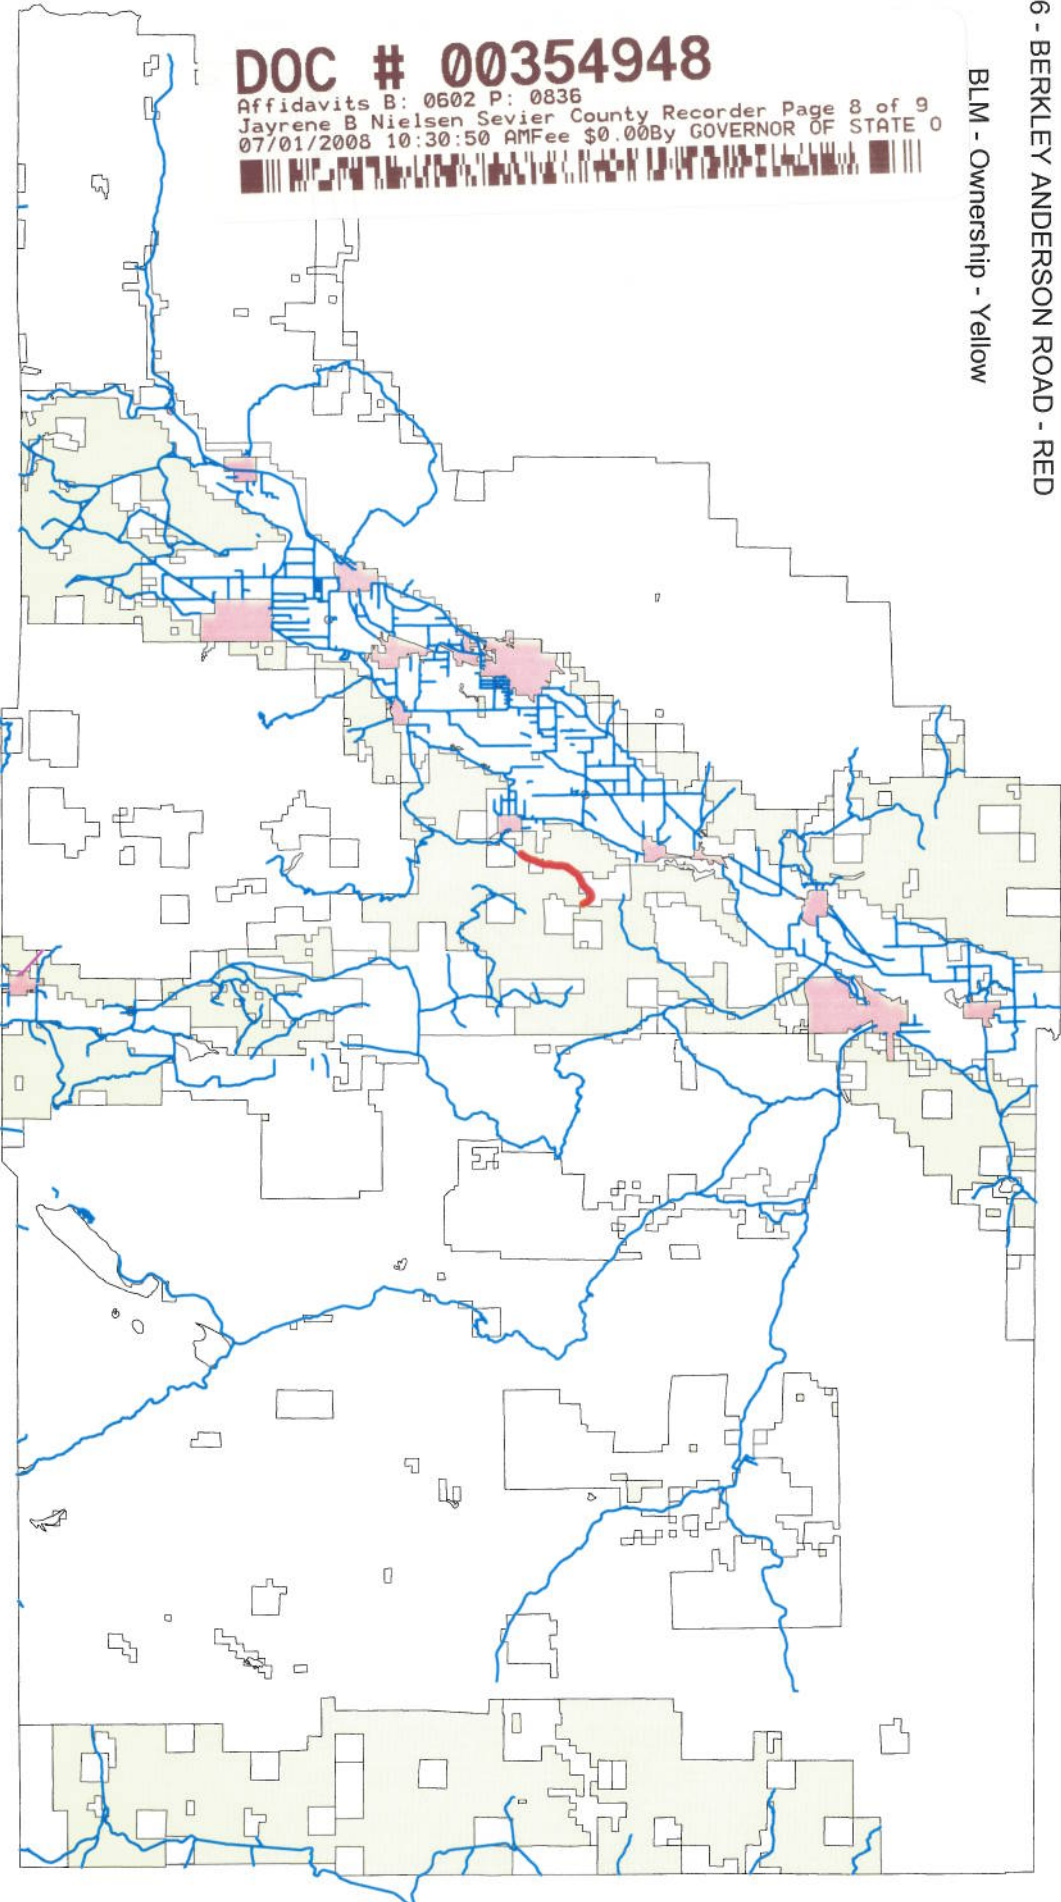 DOC # 00354948
Affidavits B: 0602 P: 0836
Jayrene B Nielsen Sevier County Recorder Page 8 of 9
07/01/2008 10:30:50 AMFee $0.00By GOVERNOR OF STATE O
6 - BERKLEY ANDERSON ROAD - RED
BLM - Ownership - Yellow